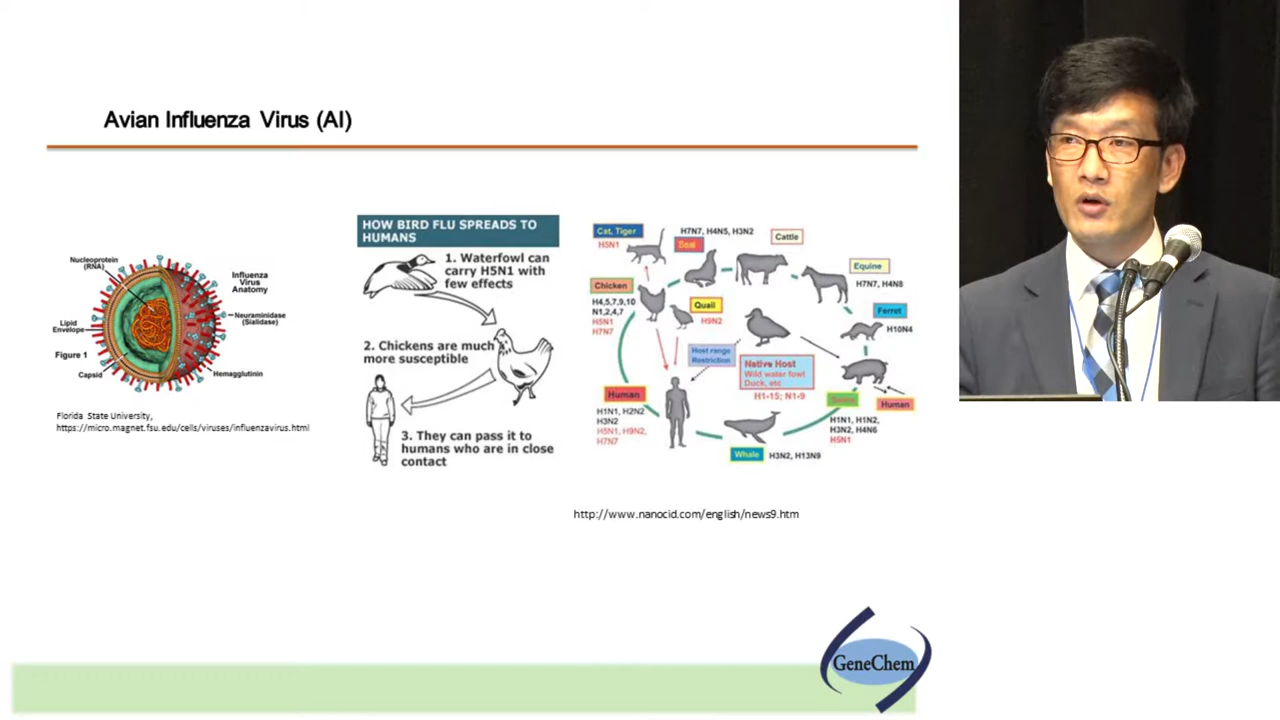 Avian Influenza Virus (AI)
Nucleoprotein
(RNA)
Influenza
Virus
Anatomy
Neuraminidase
(Sialidase)
Lipid
Envelope
Figure 1
Capsid
Hemagglutinin
Florida State University,
https://micro.magnet.fsu.edu/cells/viruses/influenzavirus.html
HOW BIRD FLU SPREADS TO
HUMANS
1. Waterfowl can
carry H5N1 with
few effects
2. Chickens are much
more susceptible
3. They can pass it to
humans who are in close
contact
Cat, Tiger
H5N1
H7N7, H4N5, H3N2
Seal
Cattle
Equine
H7N7, H4N8
Chicken
H4,5,7,9,10
N1,2,4,7
H5N1
H7N7
Quail
H9N2
Ferret
H10N4
Host range
Restriction
Native Host
Wild water fowl
Duck, etc
H1-15; N1-9
Human
H1N1, H2N2
H3N2
H5N1, H9N2,
H7N7
Swine
Human
H1N1, H1N2,
H3N2, H4N6
H5N1
Whale
H3N2, H13N9
http://www.nanocid.com/english/news9.htm
GeneChem